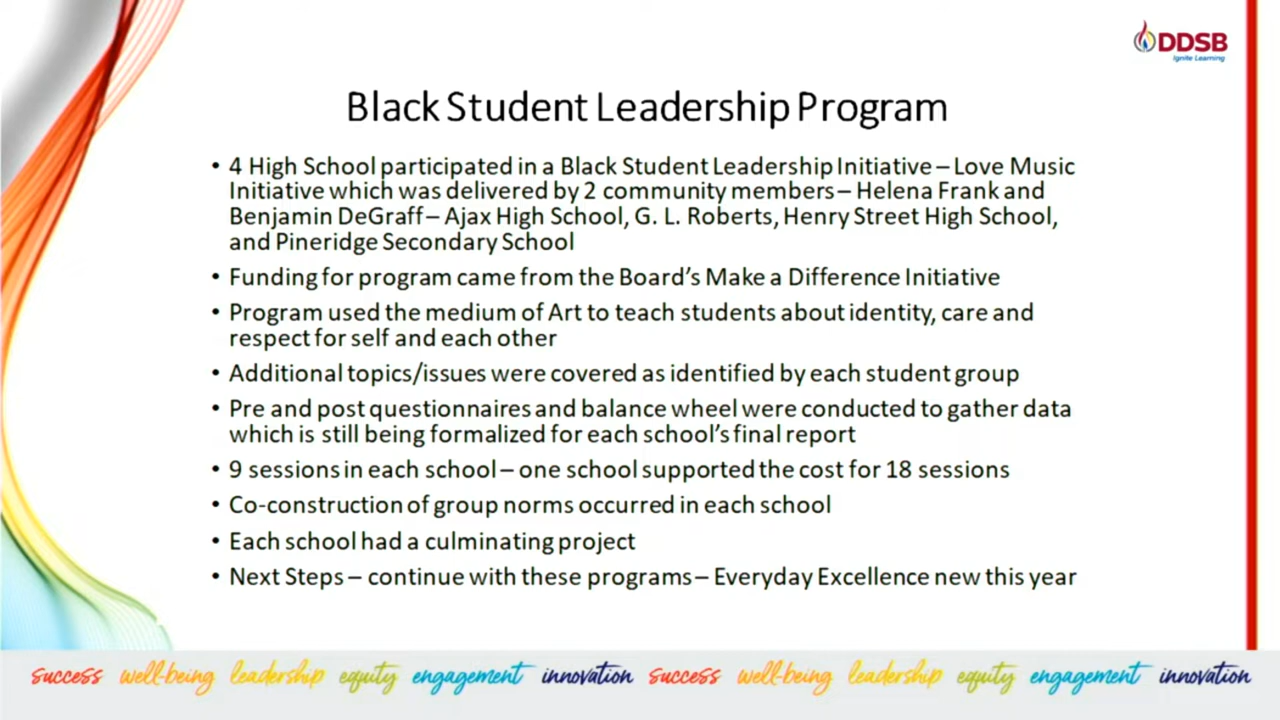 DDSB
Ignite Learning
Black Student Leadership Program
• 4 High School participated in a Black Student Leadership Initiative – Love Music
Initiative which was delivered by 2 community members – Helena Frank and
Benjamin DeGraff – Ajax High School, G. L. Roberts, Henry Street High School,
and Pineridge Secondary School
• Funding for program came from the Board's Make a Difference Initiative
• Program used the medium of Art to teach students about identity, care and
respect for self and each other
• Additional topics/issues were covered as identified by each student group
• Pre and post questionnaires and balance wheel were conducted to gather data
which is still being formalized for each school's final report
• 9 sessions in each school – one school supported the cost for 18 sessions
• Co-construction of group norms occurred in each school
• Each school had a culminating project
• Next Steps – continue with these programs – Everyday Excellence new this year
success well-being leadership equity engagement innovation success well-being leadership equity engagement innovation